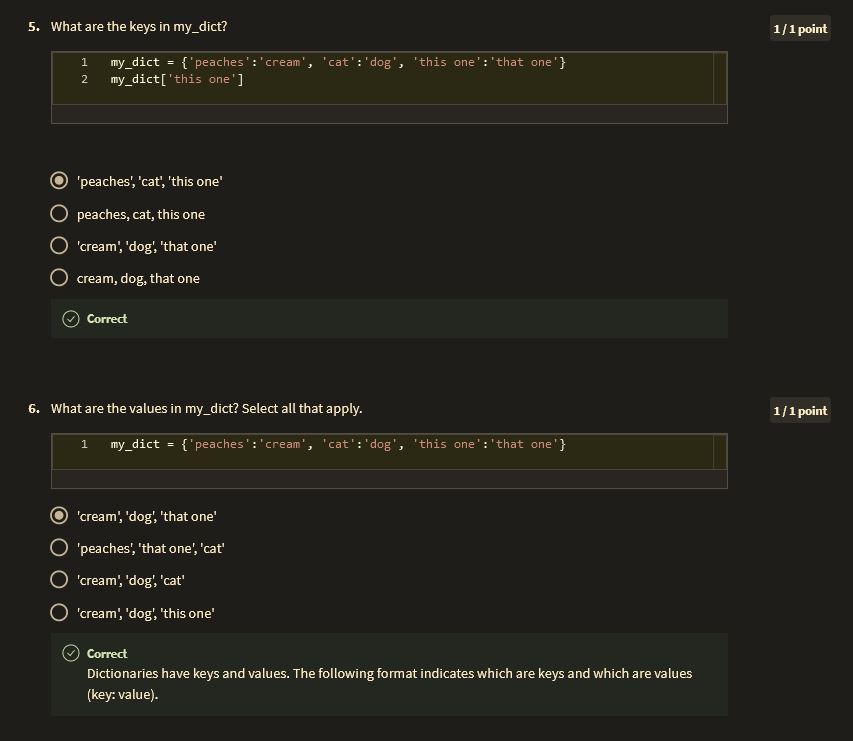 5. What are the keys in my_dict?
1 / 1 point
1 my_dict = {'peaches':'cream', 'cat':'dog', 'this one':'that one'}
2 my_dict['this one']
'peaches', 'cat', 'this one'
peaches, cat, this one
'cream', 'dog', 'that one'
cream, dog, that one
Correct
6. What are the values in my_dict? Select all that apply.
1 / 1 point
1 my_dict = {'peaches':'cream', 'cat':'dog', 'this one':'that one'}
'cream', 'dog', 'that one'
'peaches', 'that one', 'cat'
'cream', 'dog', 'cat'
'cream', 'dog', 'this one'
Correct
Dictionaries have keys and values. The following format indicates which are keys and which are values
(key: value).